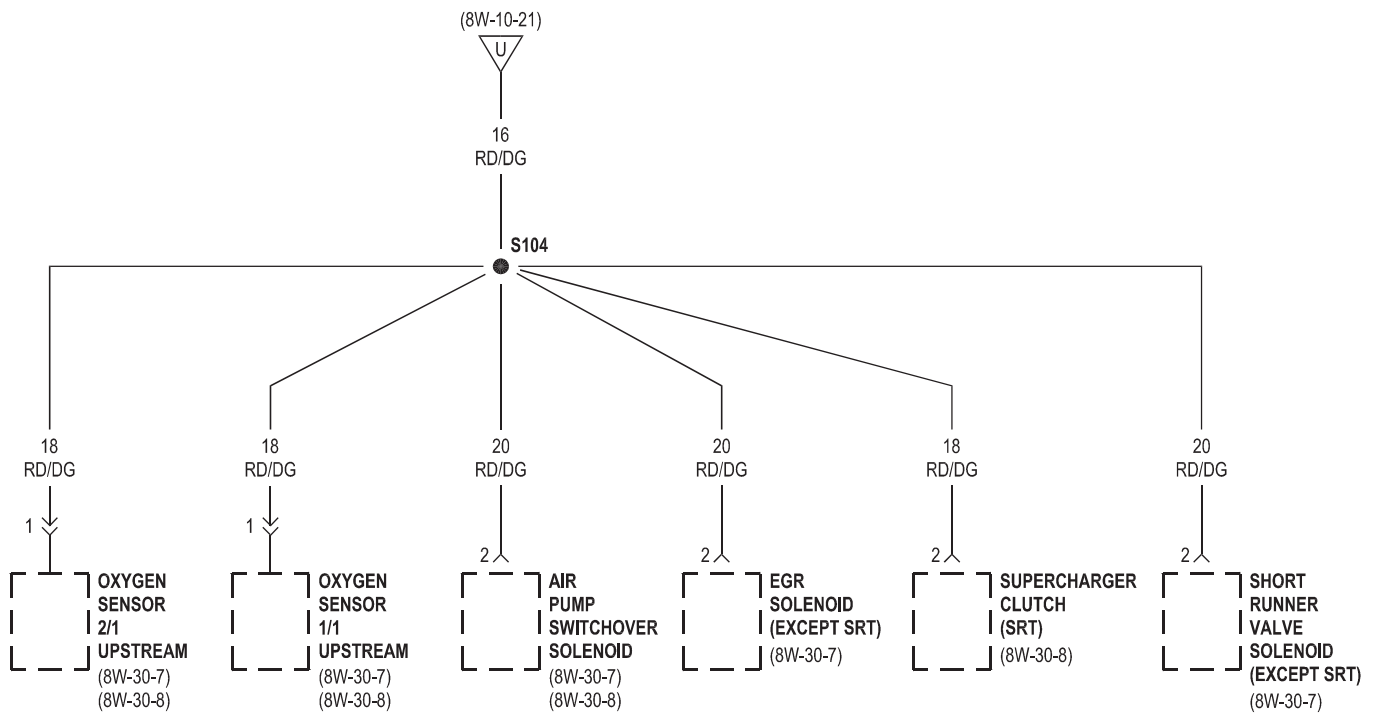 (8W-10-21)
U
16
RD/DG
S104
18
RD/DG
18
RD/DG
20
RD/DG
20
RD/DG
18
RD/DG
20
RD/DG
1
1
2
2
2
2
OXYGEN
SENSOR
2/1
UPSTREAM
(8W-30-7)
(8W-30-8)
OXYGEN
SENSOR
1/1
UPSTREAM
(8W-30-7)
(8W-30-8)
AIR
PUMP
SWITCHOVER
SOLENOID
(8W-30-7)
(8W-30-8)
EGR
SOLENOID
(EXCEPT SRT)
(8W-30-7)
SUPERCHARGER
CLUTCH
(SRT)
(8W-30-8)
SHORT
RUNNER
VALVE
SOLENOID
(EXCEPT SRT)
(8W-30-7)